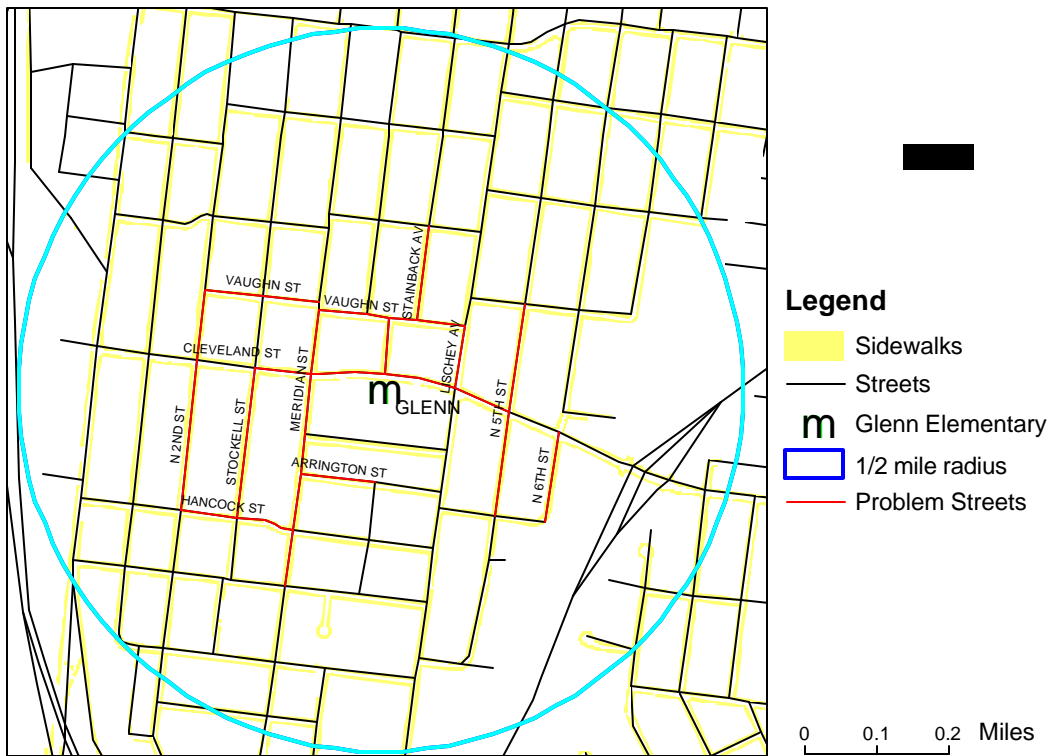 STAINBACK AV
VAUGHN ST
VAUGHN ST
LISCHEY AV
CLEVELAND ST
MERIDIAN ST
m
GLENN
N 2ND ST
STOCKELL ST
N 5TH ST
ARRINGTON ST
N 6TH ST
HANCOCK ST
Legend
Sidewalks
Streets
m Glenn Elementary
1/2 mile radius
Problem Streets
0 0.1 0.2 Miles